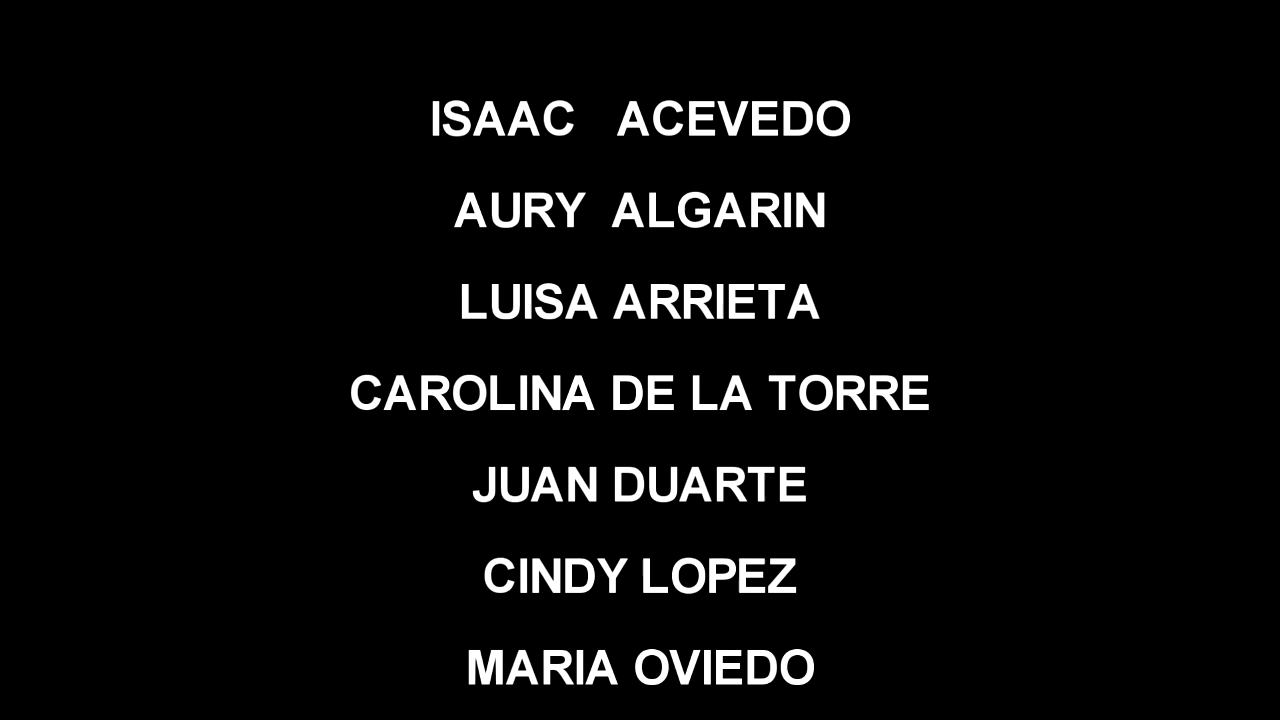 ISAAC   ACEVEDO
AURY  ALGARIN
LUISA ARRIETA
CAROLINA DE LA TORRE
JUAN DUARTE
CINDY LOPEZ
MARIA OVIEDO